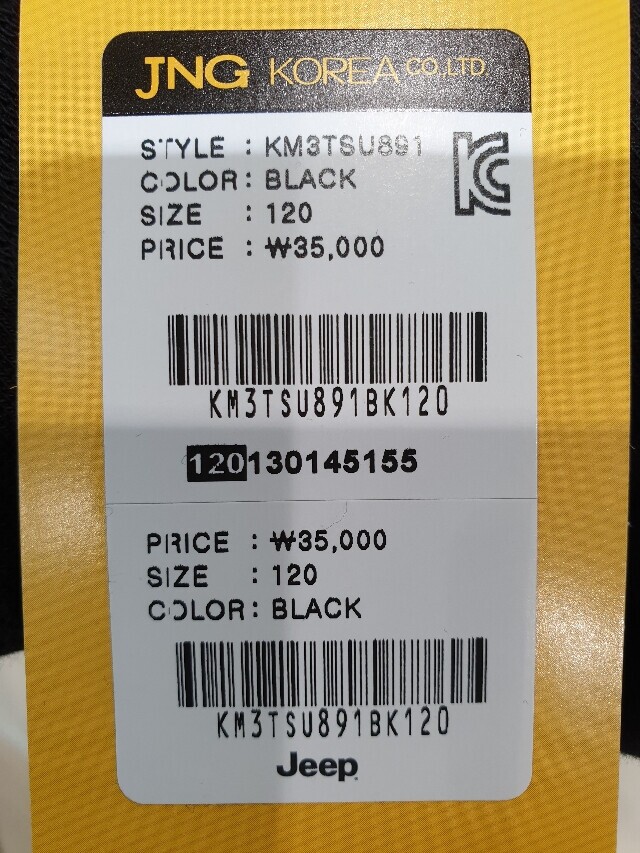 JNG KOREA CO.LTD.
STYLE : KM3TSU891
COLOR : BLACK
SIZE : 120
PRICE : ₩35,000
KM3TSU891BK120
120130145155
PRICE : ₩35,000
SIZE : 120
COLOR : BLACK
KM3TSU891BK120
Jeep